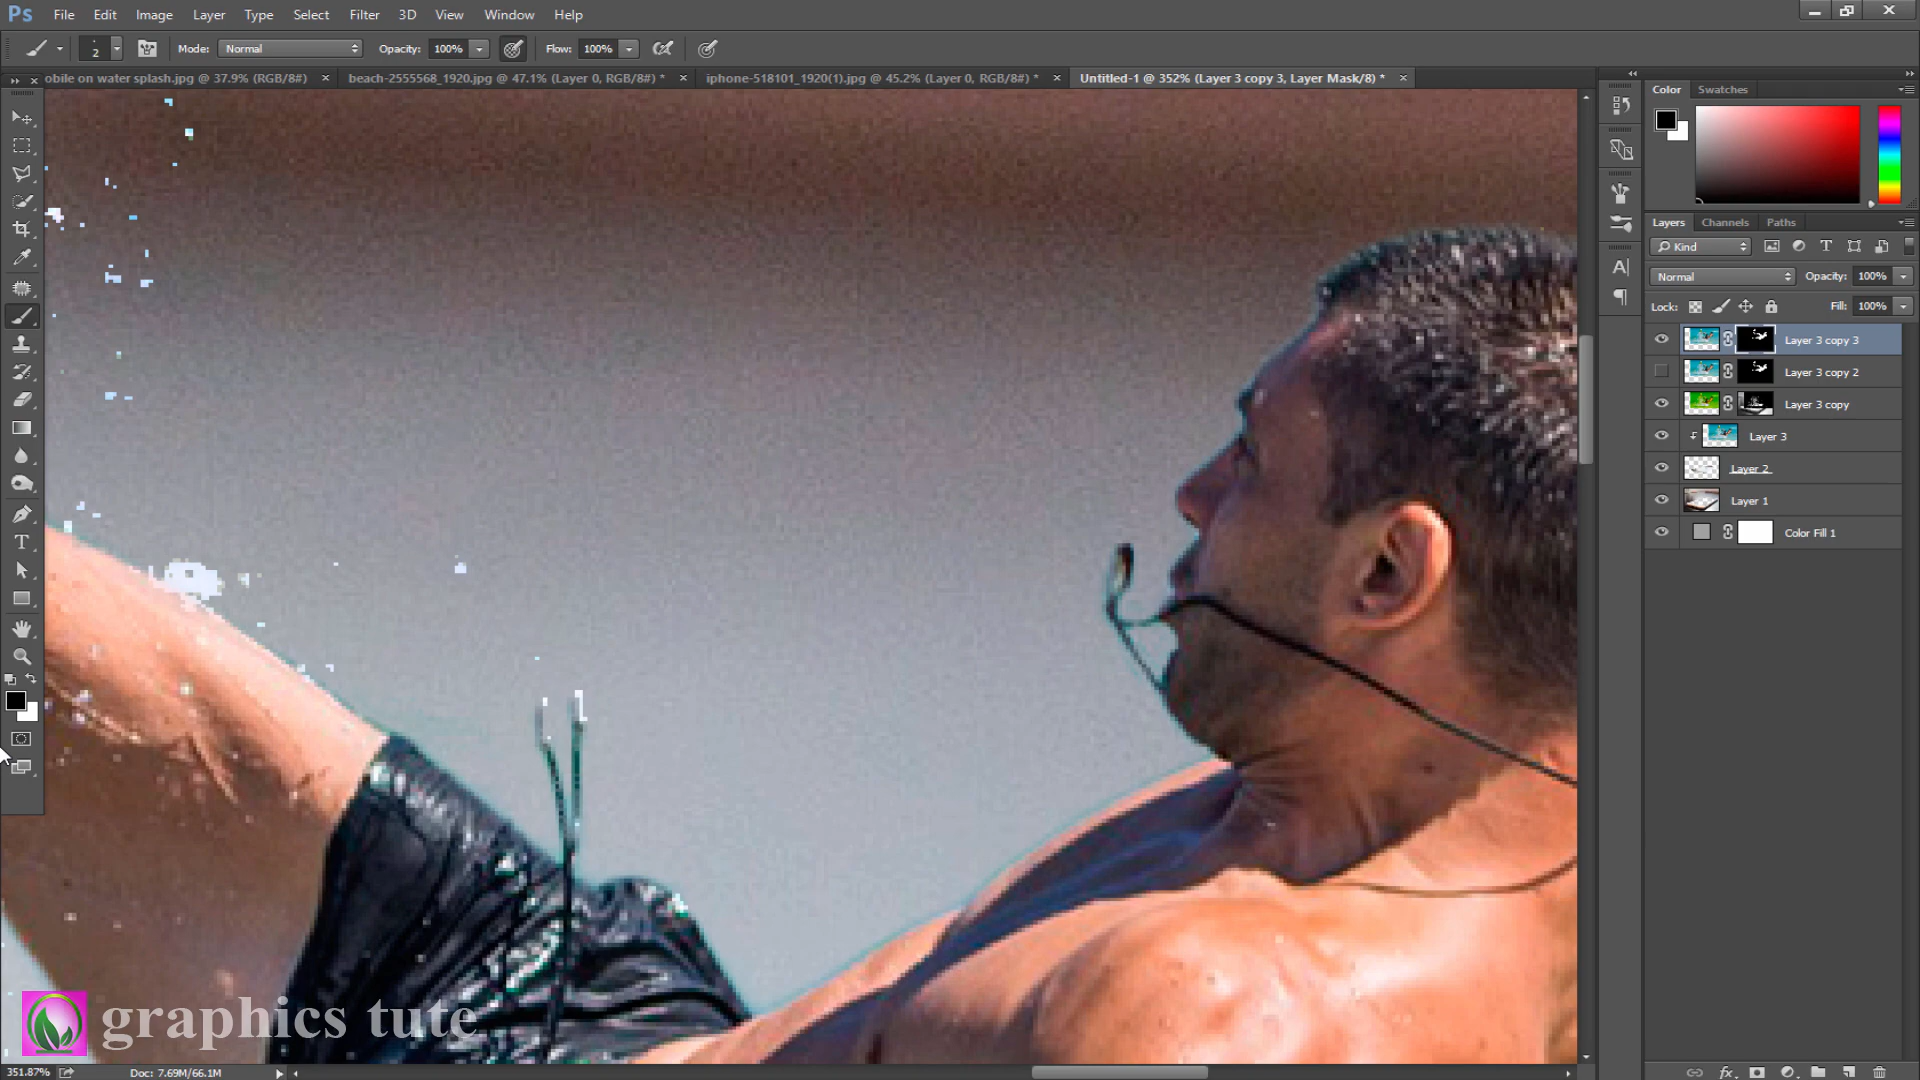 Ps File Edit Image Layer Type Select Filter 3D View Window Help
2 Mode: Normal Opacity: 100% Flow: 100%
obile on water splash.jpg @ 37.9% (RGB/8#) beach-2555568_1920.jpg @ 47.1% (Layer 0, RGB/8#) * iphone-518101_1920(1).jpg @ 45.2% (Layer 0, RGB/8#) * Untitled-1 @ 352% (Layer 3 copy 3, Layer Mask/8) *
Color Swatches
Layers Channels Paths
Kind
Normal Opacity: 100%
Lock: Fill: 100%
Layer 3 copy 3
Layer 3 copy 2
Layer 3 copy
Layer 3
Layer 2
Layer 1
Color Fill 1
graphics tute
351.87% Doc: 7.69M/66.1M